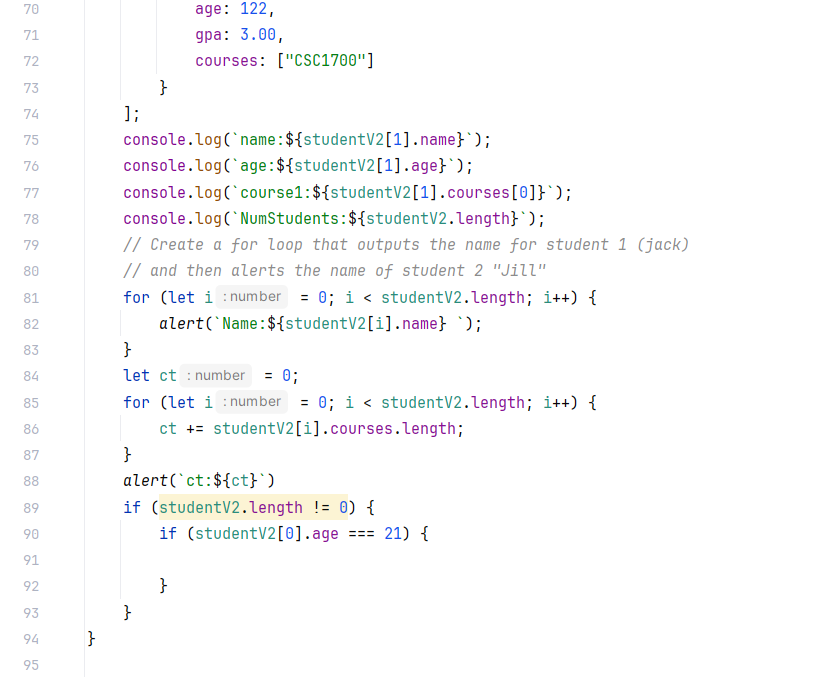 70 age: 122,
71 gpa: 3.00,
72 courses: ["CSC1700"]
73 }
74 ];
75 console.log(`name:${studentV2[1].name}`);
76 console.log(`age:${studentV2[1].age}`);
77 console.log(`course1:${studentV2[1].courses[0]}`);
78 console.log(`NumStudents:${studentV2.length}`);
79 // Create a for loop that outputs the name for student 1 (jack)
80 // and then alerts the name of student 2 "Jill"
81 for (let i : number = 0; i < studentV2.length; i++) {
82 alert(`Name:${studentV2[i].name} `);
83 }
84 let ct : number = 0;
85 for (let i : number = 0; i < studentV2.length; i++) {
86 ct += studentV2[i].courses.length;
87 }
88 alert(`ct:${ct}`)
89 if (studentV2.length != 0) {
90 if (studentV2[0].age === 21) {
91
92 }
93 }
94 }
95